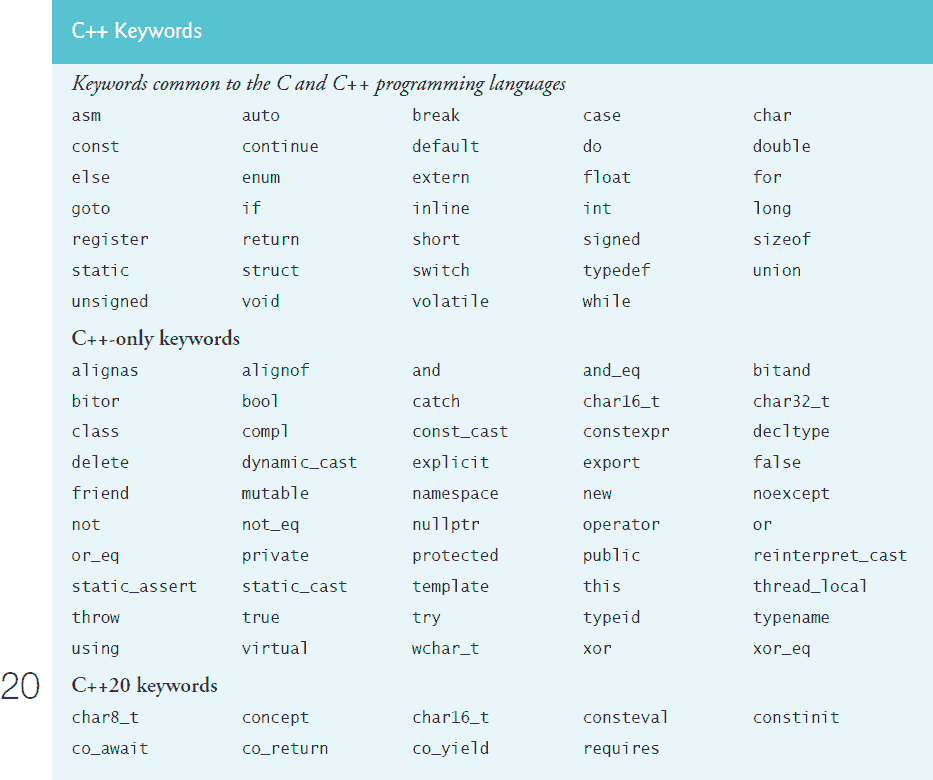 C++ Keywords
Keywords common to the C and C++ programming languages
asm auto break case char
const continue default do double
else enum extern float for
goto if inline int long
register return short signed sizeof
static struct switch typedef union
unsigned void volatile while
C++-only keywords
alignas alignof and and_eq bitand
bitor bool catch char16_t char32_t
class compl const_cast constexpr decltype
delete dynamic_cast explicit export false
friend mutable namespace new noexcept
not not_eq nullptr operator or
or_eq private protected public reinterpret_cast
static_assert static_cast template this thread_local
throw true try typeid typename
using virtual wchar_t xor xor_eq
20 C++20 keywords
char8_t concept char16_t consteval constinit
co_await co_return co_yield requires